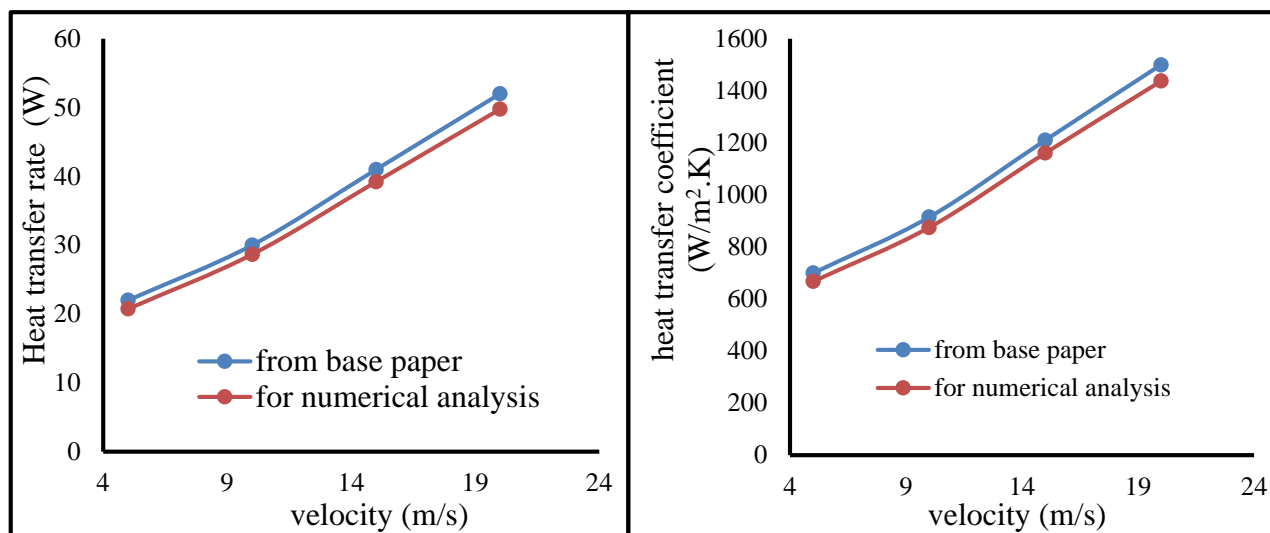 Heat transfer rate (W)
60
50
40
30
20
10
0
from base paper
for numerical analysis
4
9
14
19
24
velocity (m/s)
heat transfer coefficient
(W/m².K)
1600
1400
1200
1000
800
600
400
200
0
from base paper
for numerical analysis
4
9
14
19
24
velocity (m/s)